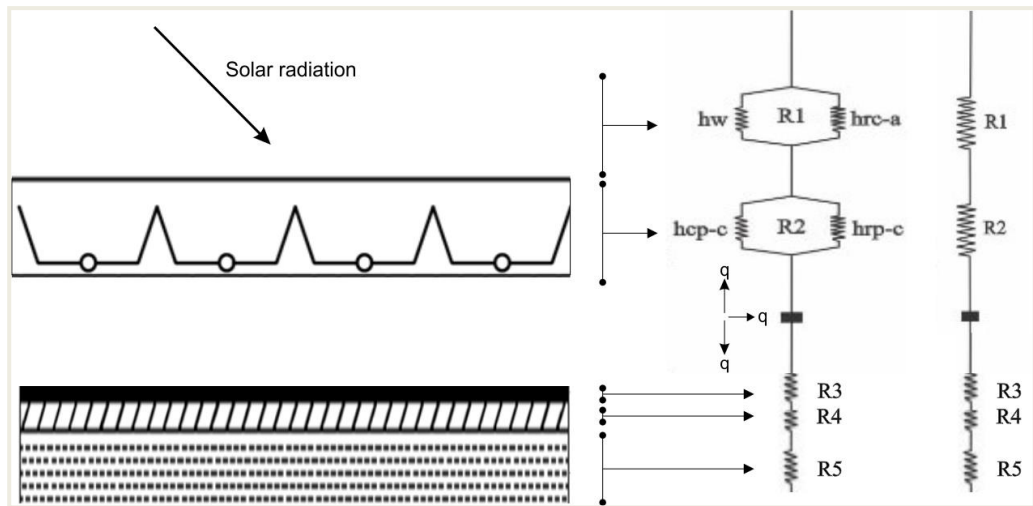 Solar radiation
hw R1 hrc-a R1
hcp-c R2 hrp-c R2
q
q
q
R3 R3
R4 R4
R5 R5